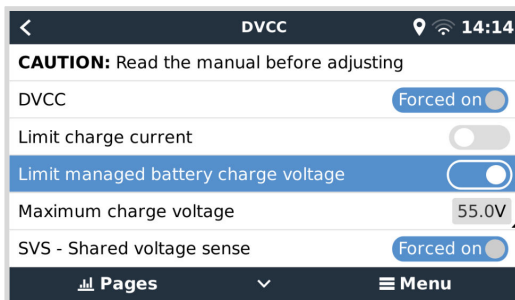 DVCC 14:14
CAUTION: Read the manual before adjusting
DVCC Forced on
Limit charge current
Limit managed battery charge voltage
Maximum charge voltage 55.0V
SVS - Shared voltage sense Forced on
Pages Menu